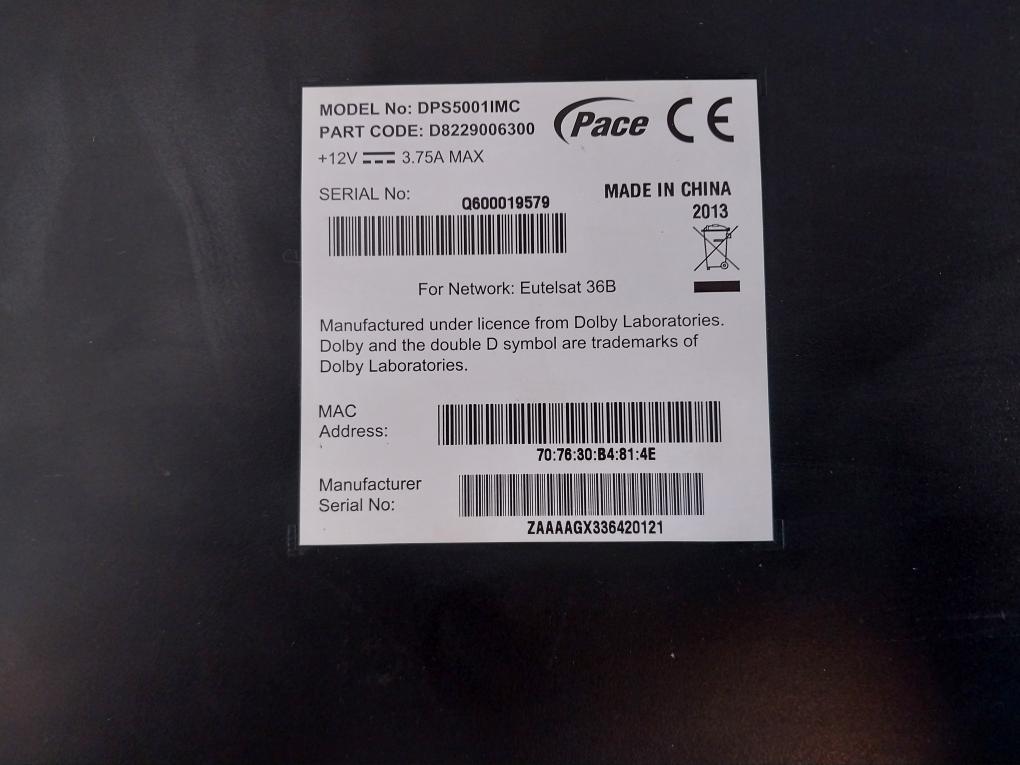 MODEL No: DPS5001IMC
PART CODE: D8229006300
Pace CE
+12V 3.75A MAX
SERIAL No: Q600019579
MADE IN CHINA
2013
For Network: Eutelsat 36B
Manufactured under licence from Dolby Laboratories.
Dolby and the double D symbol are trademarks of
Dolby Laboratories.
MAC
Address:
70:76:30:B4:81:4E
Manufacturer
Serial No:
ZAAAAGX336420121